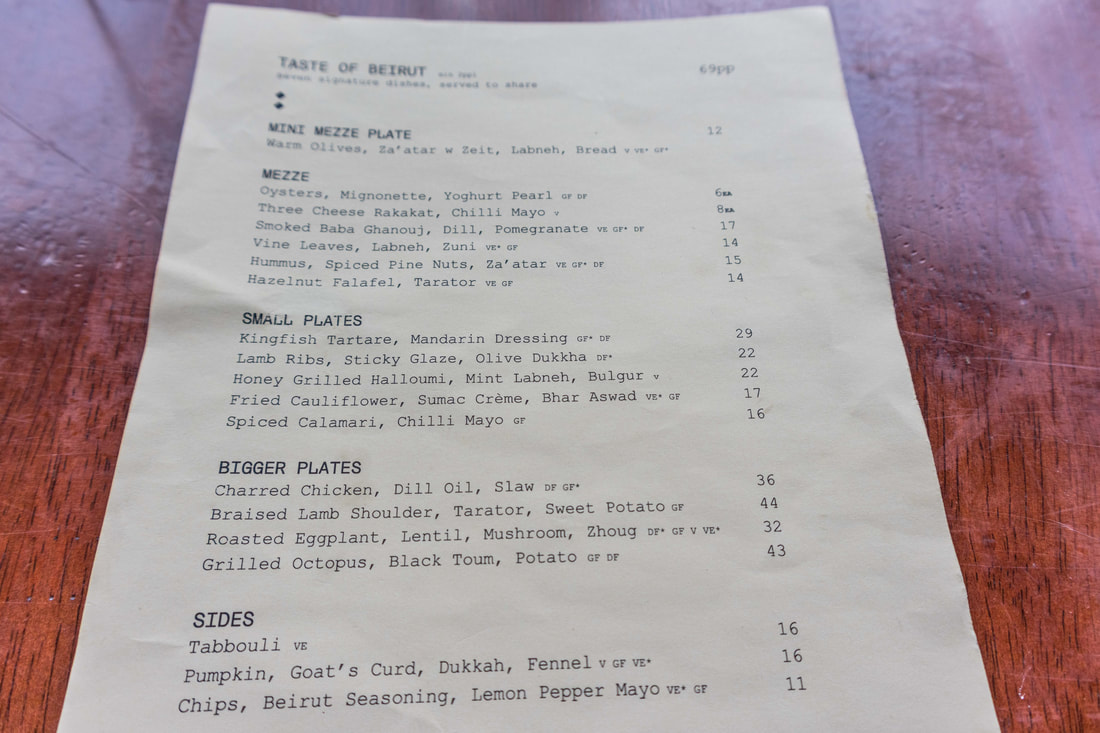 TASTE OF BEIRUT min 2ppl 69pp
seven signature dishes, served to share
MINI MEZZE PLATE 12
Warm Olives, Za'atar w Zeit, Labneh, Bread V VE* GF*
MEZZE
Oysters, Mignonette, Yoghurt Pearl GF DF 6EA
Three Cheese Rakakat, Chilli Mayo V 8EA
Smoked Baba Ghanouj, Dill, Pomegranate VE GF* DF 17
Vine Leaves, Labneh, Zuni VE* GF 14
Hummus, Spiced Pine Nuts, Za'atar VE GF* DF 15
Hazelnut Falafel, Tarator VE GF 14
SMALL PLATES
Kingfish Tartare, Mandarin Dressing GF* DF 29
Lamb Ribs, Sticky Glaze, Olive Dukkha DF* 22
Honey Grilled Halloumi, Mint Labneh, Bulgur V 22
Fried Cauliflower, Sumac Crème, Bhar Aswad VE* GF 17
Spiced Calamari, Chilli Mayo GF 16
BIGGER PLATES
Charred Chicken, Dill Oil, Slaw DF GF* 36
Braised Lamb Shoulder, Tarator, Sweet Potato GF 44
Roasted Eggplant, Lentil, Mushroom, Zhoug DF* GF V VE* 32
Grilled Octopus, Black Toum, Potato GF DF 43
SIDES
Tabbouli VE 16
Pumpkin, Goat's Curd, Dukkah, Fennel V GF VE* 16
Chips, Beirut Seasoning, Lemon Pepper Mayo VE* GF 11